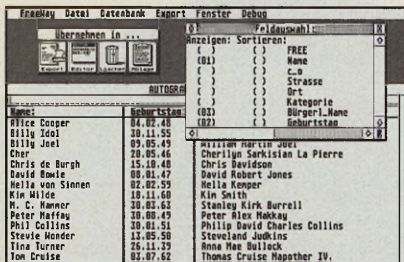 FreeWay Datei Datenbank Export Fenster Debug
Übernehmen in ...
Export Editor Löschen Ablage
Feldauswahl:
Anzeigen: Sortieren:
( ) ( ) FREE
(01) ( ) Name
( ) ( ) c_o
( ) ( ) Strasse
( ) ( ) Ort
( ) ( ) Kategorie
(03) ( ) Bürgerl_Name
(02) ( ) Geburtstag
AUTOGRA
Name: Geburtstag:
Alice Cooper 04.02.48
Billy Idol 30.11.55
Billy Joel 09.05.49 William Martin Joel
Cher 20.05.46 Cherilyn Sarkisian La Pierre
Chris de Burgh 15.10.48 Chris Davidson
David Bowie 08.01.47 David Robert Jones
Hella von Sinnen 02.02.59 Hella Kemper
Kim Wilde 18.11.60 Kim Smith
M. C. Hammer 30.03.63 Stanley Kirk Burrell
Peter Maffay 30.08.49 Peter Alex Makkay
Phil Collins 30.01.51 Philip David Charles Collins
Stevie Wonder 13.05.50 Steveland Judkins
Tina Turner 26.11.39 Anna Mae Bullock
Tom Cruise 03.07.62 Thomas Cruise Mapother IV.